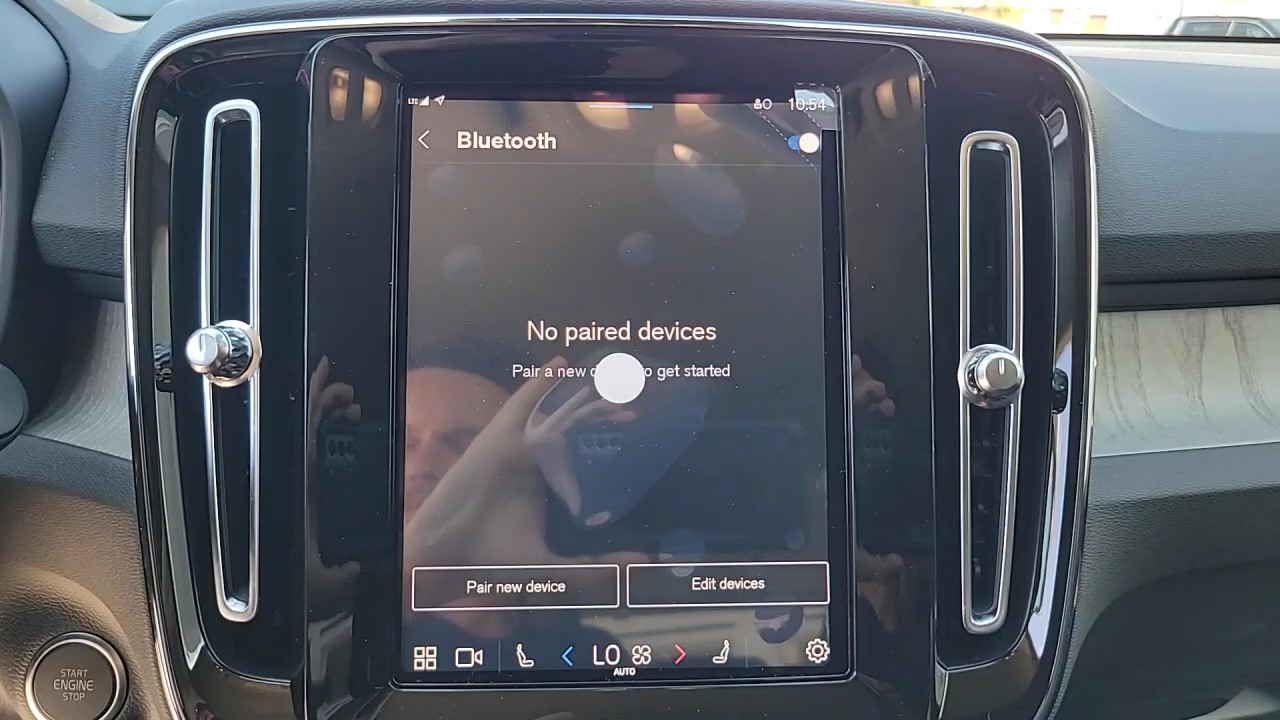 LTE 10:54
Bluetooth
No paired devices
Pair a new to get started
Pair new device Edit devices
LO
AUTO
START
ENGINE
STOP